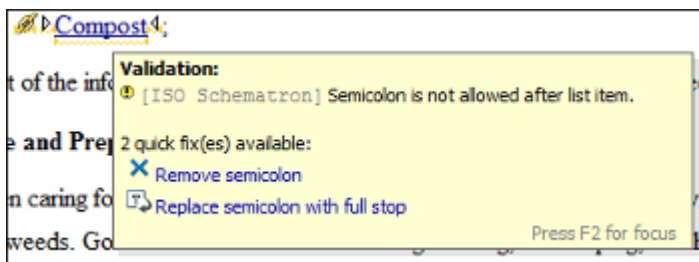 Compost;
t of the info
Validation:
[ISO Schematron] Semicolon is not allowed after list item.
e and Prep
2 quick fix(es) available:
Remove semicolon
n caring fo
Replace semicolon with full stop
Press F2 for focus
weeds. Go